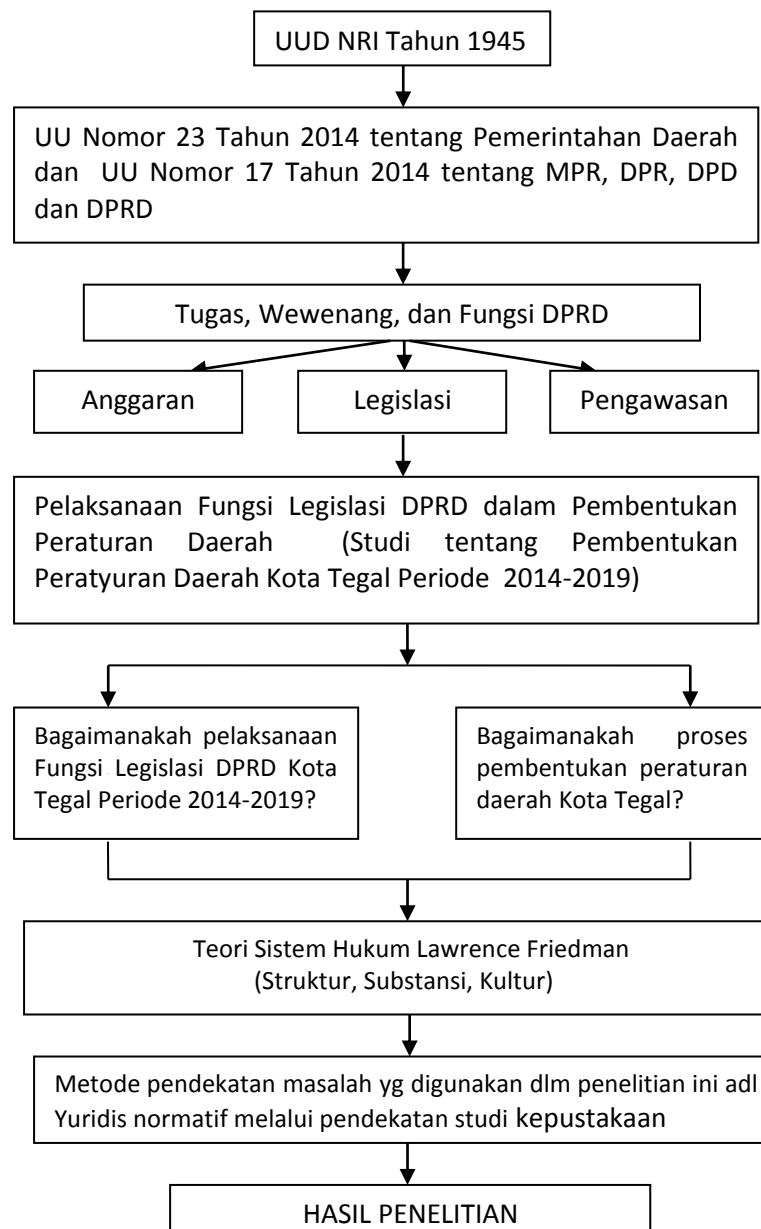 UUD NRI Tahun 1945
UU Nomor 23 Tahun 2014 tentang Pemerintahan Daerah
dan UU Nomor 17 Tahun 2014 tentang MPR, DPR, DPD
dan DPRD
Tugas, Wewenang, dan Fungsi DPRD
Anggaran
Legislasi
Pengawasan
Pelaksanaan Fungsi Legislasi DPRD dalam Pembentukan
Peraturan Daerah (Studi tentang Pembentukan
Peratyuran Daerah Kota Tegal Periode 2014-2019)
Bagaimanakah pelaksanaan
Fungsi Legislasi DPRD Kota
Tegal Periode 2014-2019?
Bagaimanakah proses
pembentukan peraturan
daerah Kota Tegal?
Teori Sistem Hukum Lawrence Friedman
(Struktur, Substansi, Kultur)
Metode pendekatan masalah yg digunakan dlm penelitian ini adl
Yuridis normatif melalui pendekatan studi kepustakaan
HASIL PENELITIAN